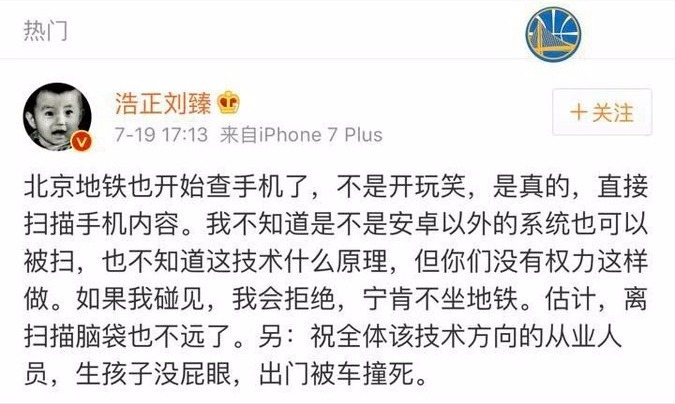 热门
浩正刘臻
7-19 17:13 来自iPhone 7 Plus
+关注
北京地铁也开始查手机了，不是开玩笑，是真的，直接
扫描手机内容。我不知道是不是安卓以外的系统也可以
被扫，也不知道这技术什么原理，但你们没有权力这样
做。如果我碰见，我会拒绝，宁肯不坐地铁。估计，离
扫描脑袋也不远了。另：祝全体该技术方向的从业人
员，生孩子没屁眼，出门被车撞死。